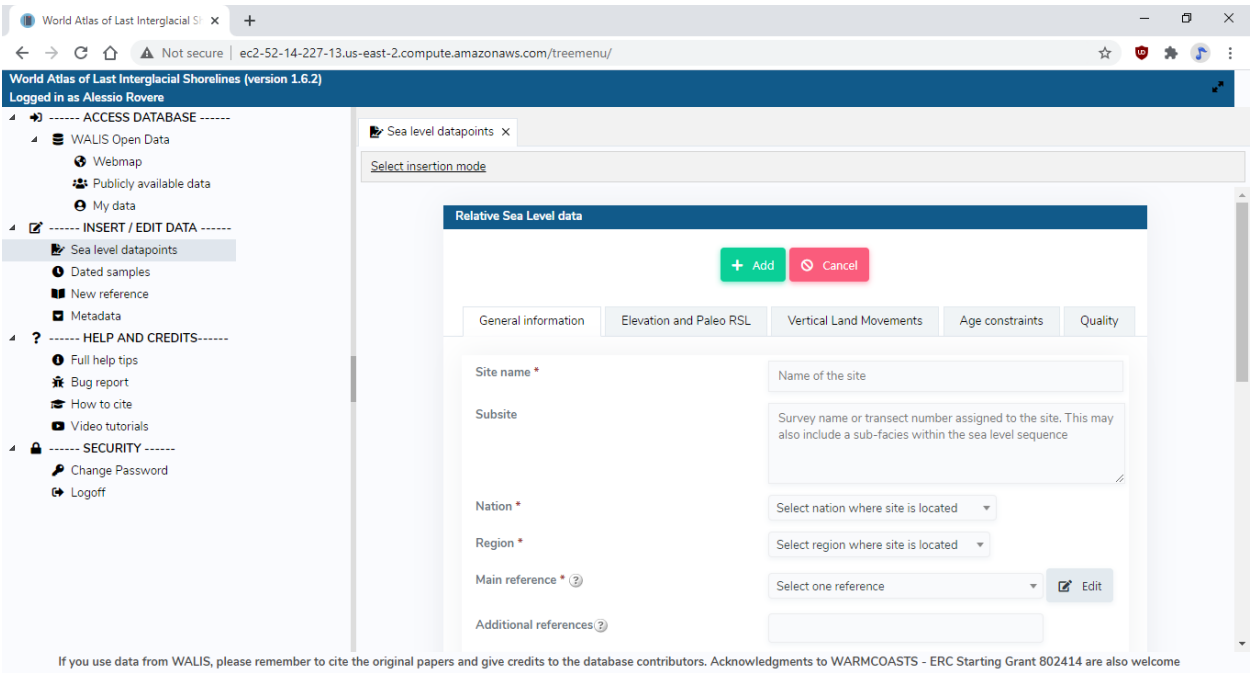 World Atlas of Last Interglacial Sh
Not secure | ec2-52-14-227-13.us-east-2.compute.amazonaws.com/treemenu/
World Atlas of Last Interglacial Shorelines (version 1.6.2)
Logged in as Alessio Rovere
------ ACCESS DATABASE ------
WALIS Open Data
Webmap
Publicly available data
My data
------ INSERT / EDIT DATA ------
Sea level datapoints
Dated samples
New reference
Metadata
------ HELP AND CREDITS------
Full help tips
Bug report
How to cite
Video tutorials
------ SECURITY ------
Change Password
Logoff
Sea level datapoints
Select insertion mode
Relative Sea Level data
+ Add
Cancel
General information
Elevation and Paleo RSL
Vertical Land Movements
Age constraints
Quality
Site name *
Name of the site
Subsite
Survey name or transect number assigned to the site. This may
also include a sub-facies within the sea level sequence
Nation *
Select nation where site is located
Region *
Select region where site is located
Main reference * ?
Select one reference
Edit
Additional references ?
If you use data from WALIS, please remember to cite the original papers and give credits to the database contributors. Acknowledgments to WARMCOASTS - ERC Starting Grant 802414 are also welcome